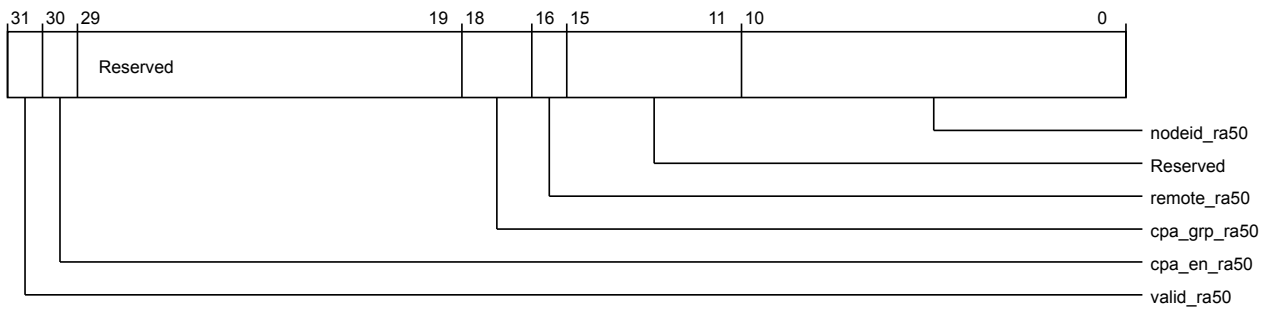 31 30 29 19 18 16 15 11 10 0
Reserved
nodeid_ra50
Reserved
remote_ra50
cpa_grp_ra50
cpa_en_ra50
valid_ra50